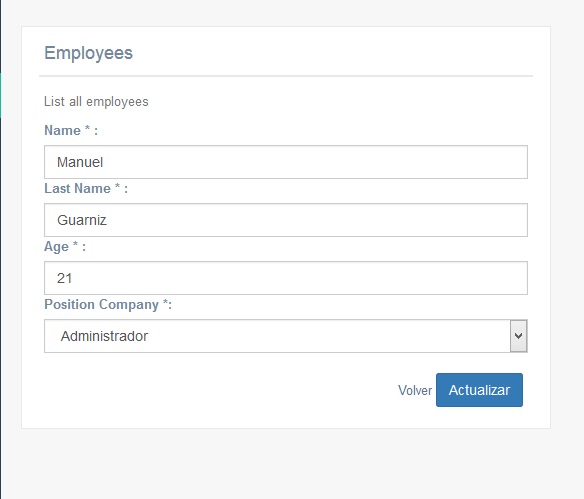 Employees
List all employees
Name * :
Manuel
Last Name * :
Guarniz
Age * :
21
Position Company *:
Administrador
Volver Actualizar